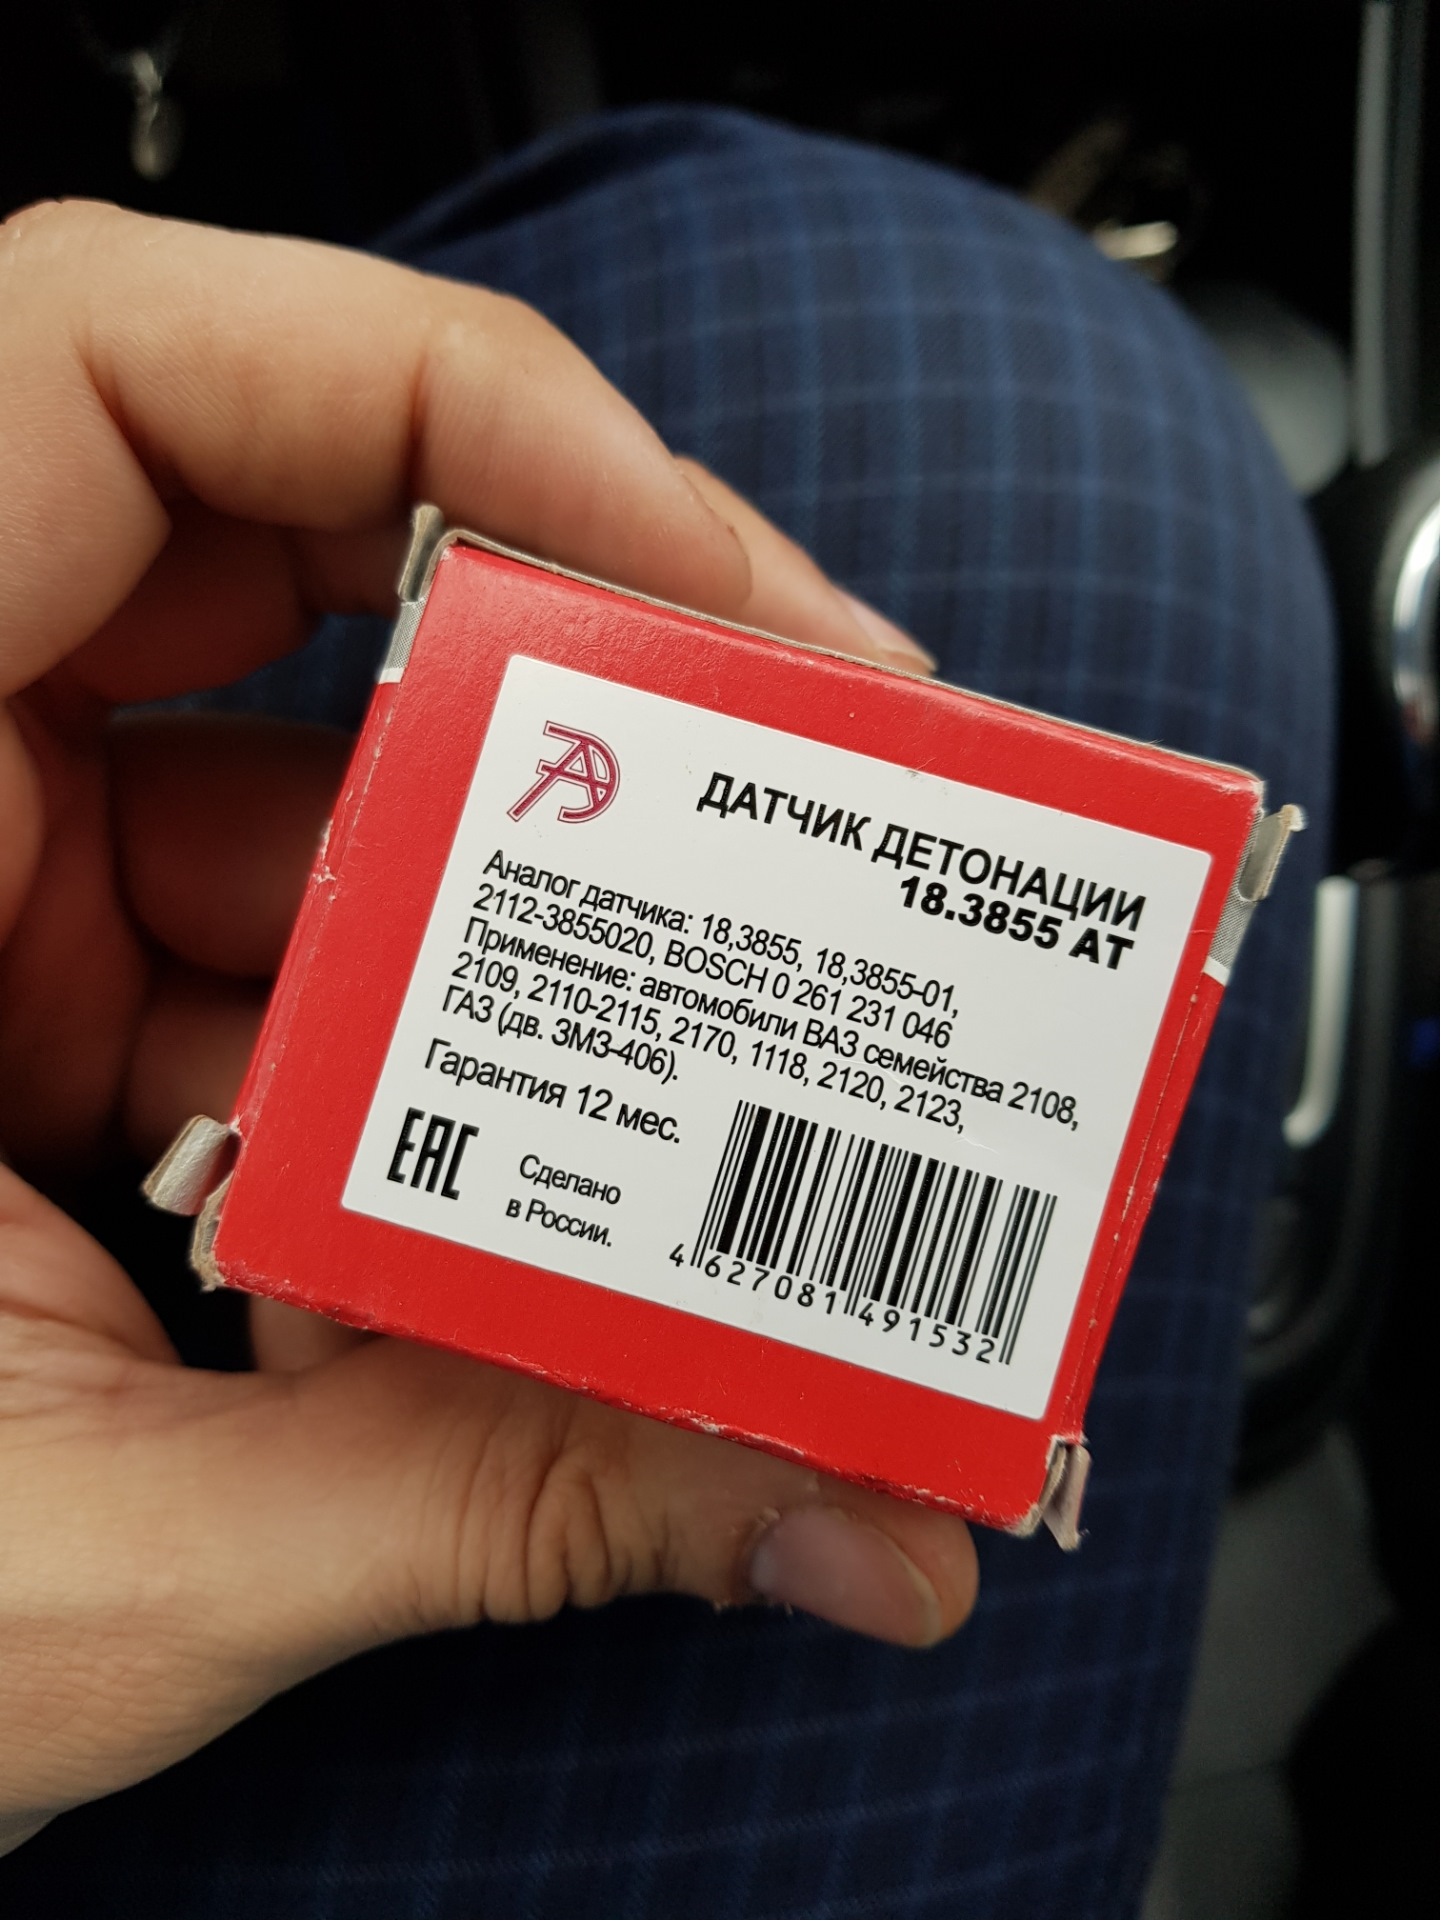 ДАТЧИК ДЕТОНАЦИИ
18.3855 АТ
Аналог датчика: 18,3855, 18,3855-01,
2112-3855020, BOSCH 0 261 231 046
Применение: автомобили ВАЗ семейства 2108,
2109, 2110-2115, 2170, 1118, 2120, 2123,
ГАЗ (дв. ЗМЗ-406).
Гарантия 12 мес.
EAC
Сделано
в России.
4 627081 491532